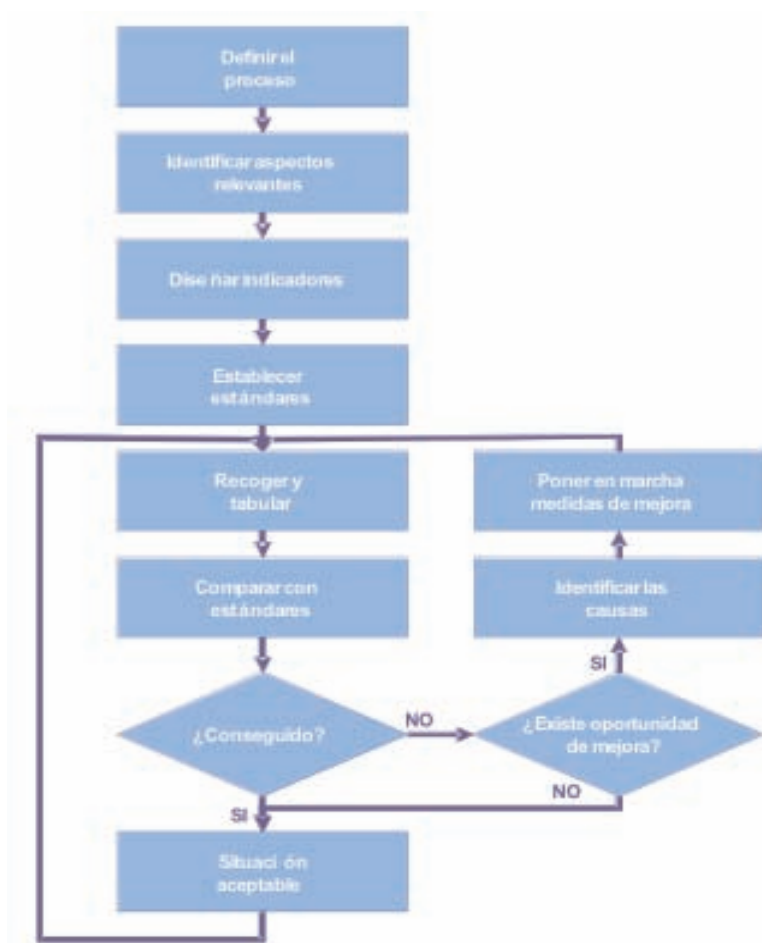 Definir el
proceso
Identificar aspectos
relevantes
Dise ñar indicadores
Establecer
estándares
Recoger y
tabular
Poner en marcha
medidas de mejora
Comparar con
estándares
Identificar las
causas
SI
¿Conseguido?
NO
¿Existe oportunidad
de mejora?
NO
SI
Situaci ón
aceptable